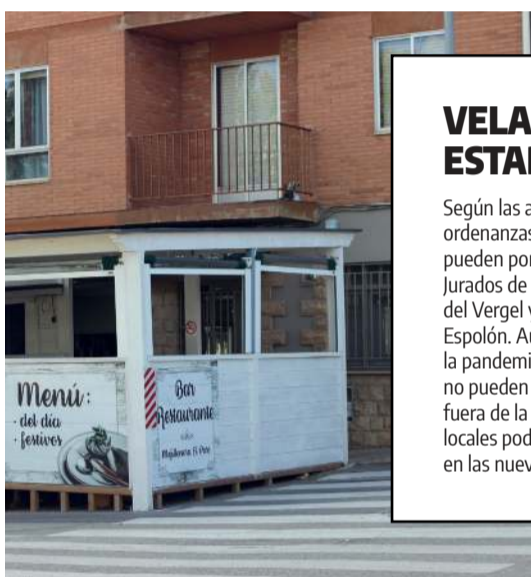 Menú:
- del día
- festivos
Bar
Restaurante
VELA
ESTA
Según las a
ordenanzas
pueden por
Jurados de
del Vergel
Espolón. A
la pandemi
no pueden
fuera de la
locales pod
en las nuev